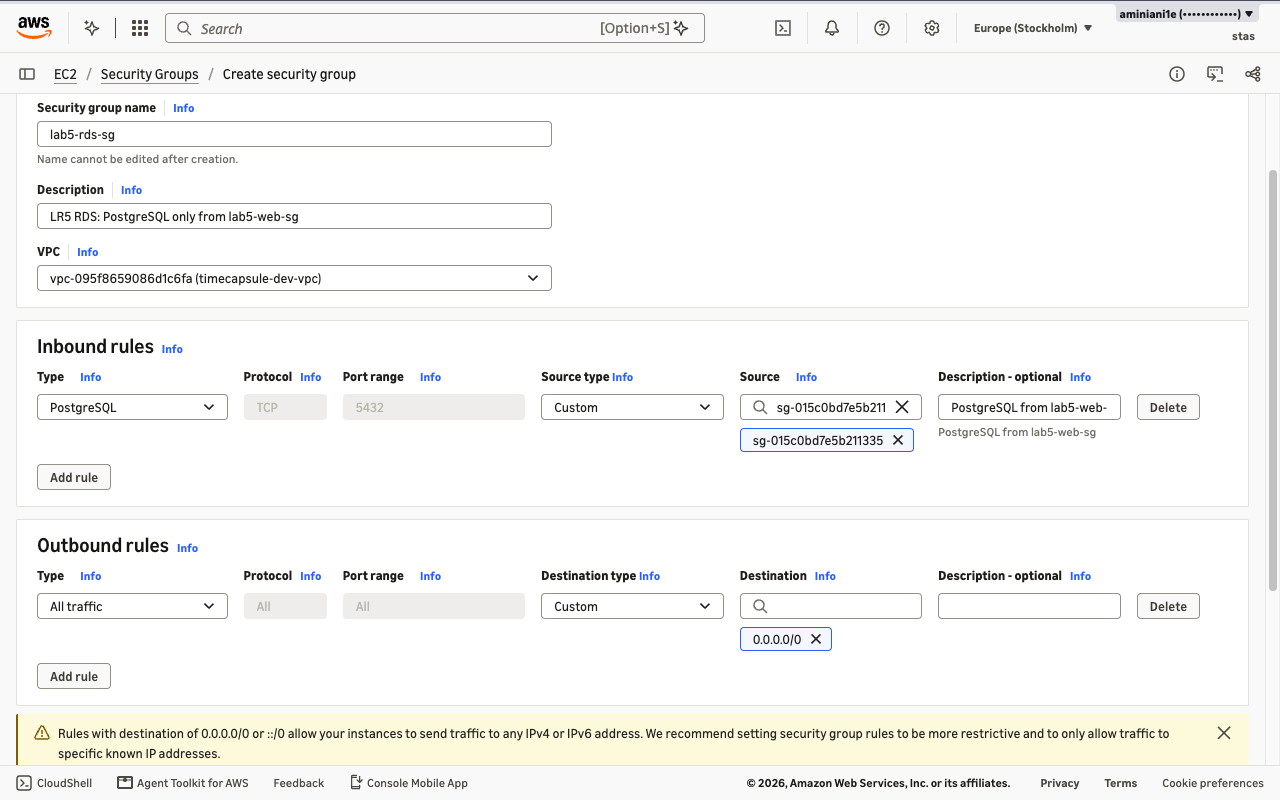 aws
Search
[Option+S]
Europe (Stockholm)
aminiani1e (••••••••••••)
stas
EC2 / Security Groups / Create security group
Security group name Info
lab5-rds-sg
Name cannot be edited after creation.
Description Info
LR5 RDS: PostgreSQL only from lab5-web-sg
VPC Info
vpc-095f8659086d1c6fa (timecapsule-dev-vpc)
Inbound rules Info
Type Info Protocol Info Port range Info Source type Info Source Info Description - optional Info
PostgreSQL TCP 5432 Custom sg-015c0bd7e5b211 PostgreSQL from lab5-web- Delete
PostgreSQL from lab5-web-sg
sg-015c0bd7e5b211335
Add rule
Outbound rules Info
Type Info Protocol Info Port range Info Destination type Info Destination Info Description - optional Info
All traffic All All Custom Delete
0.0.0.0/0
Add rule
Rules with destination of 0.0.0.0/0 or ::/0 allow your instances to send traffic to any IPv4 or IPv6 address. We recommend setting security group rules to be more restrictive and to only allow traffic to
specific known IP addresses.
CloudShell Agent Toolkit for AWS Feedback Console Mobile App © 2026, Amazon Web Services, Inc. or its affiliates. Privacy Terms Cookie preferences